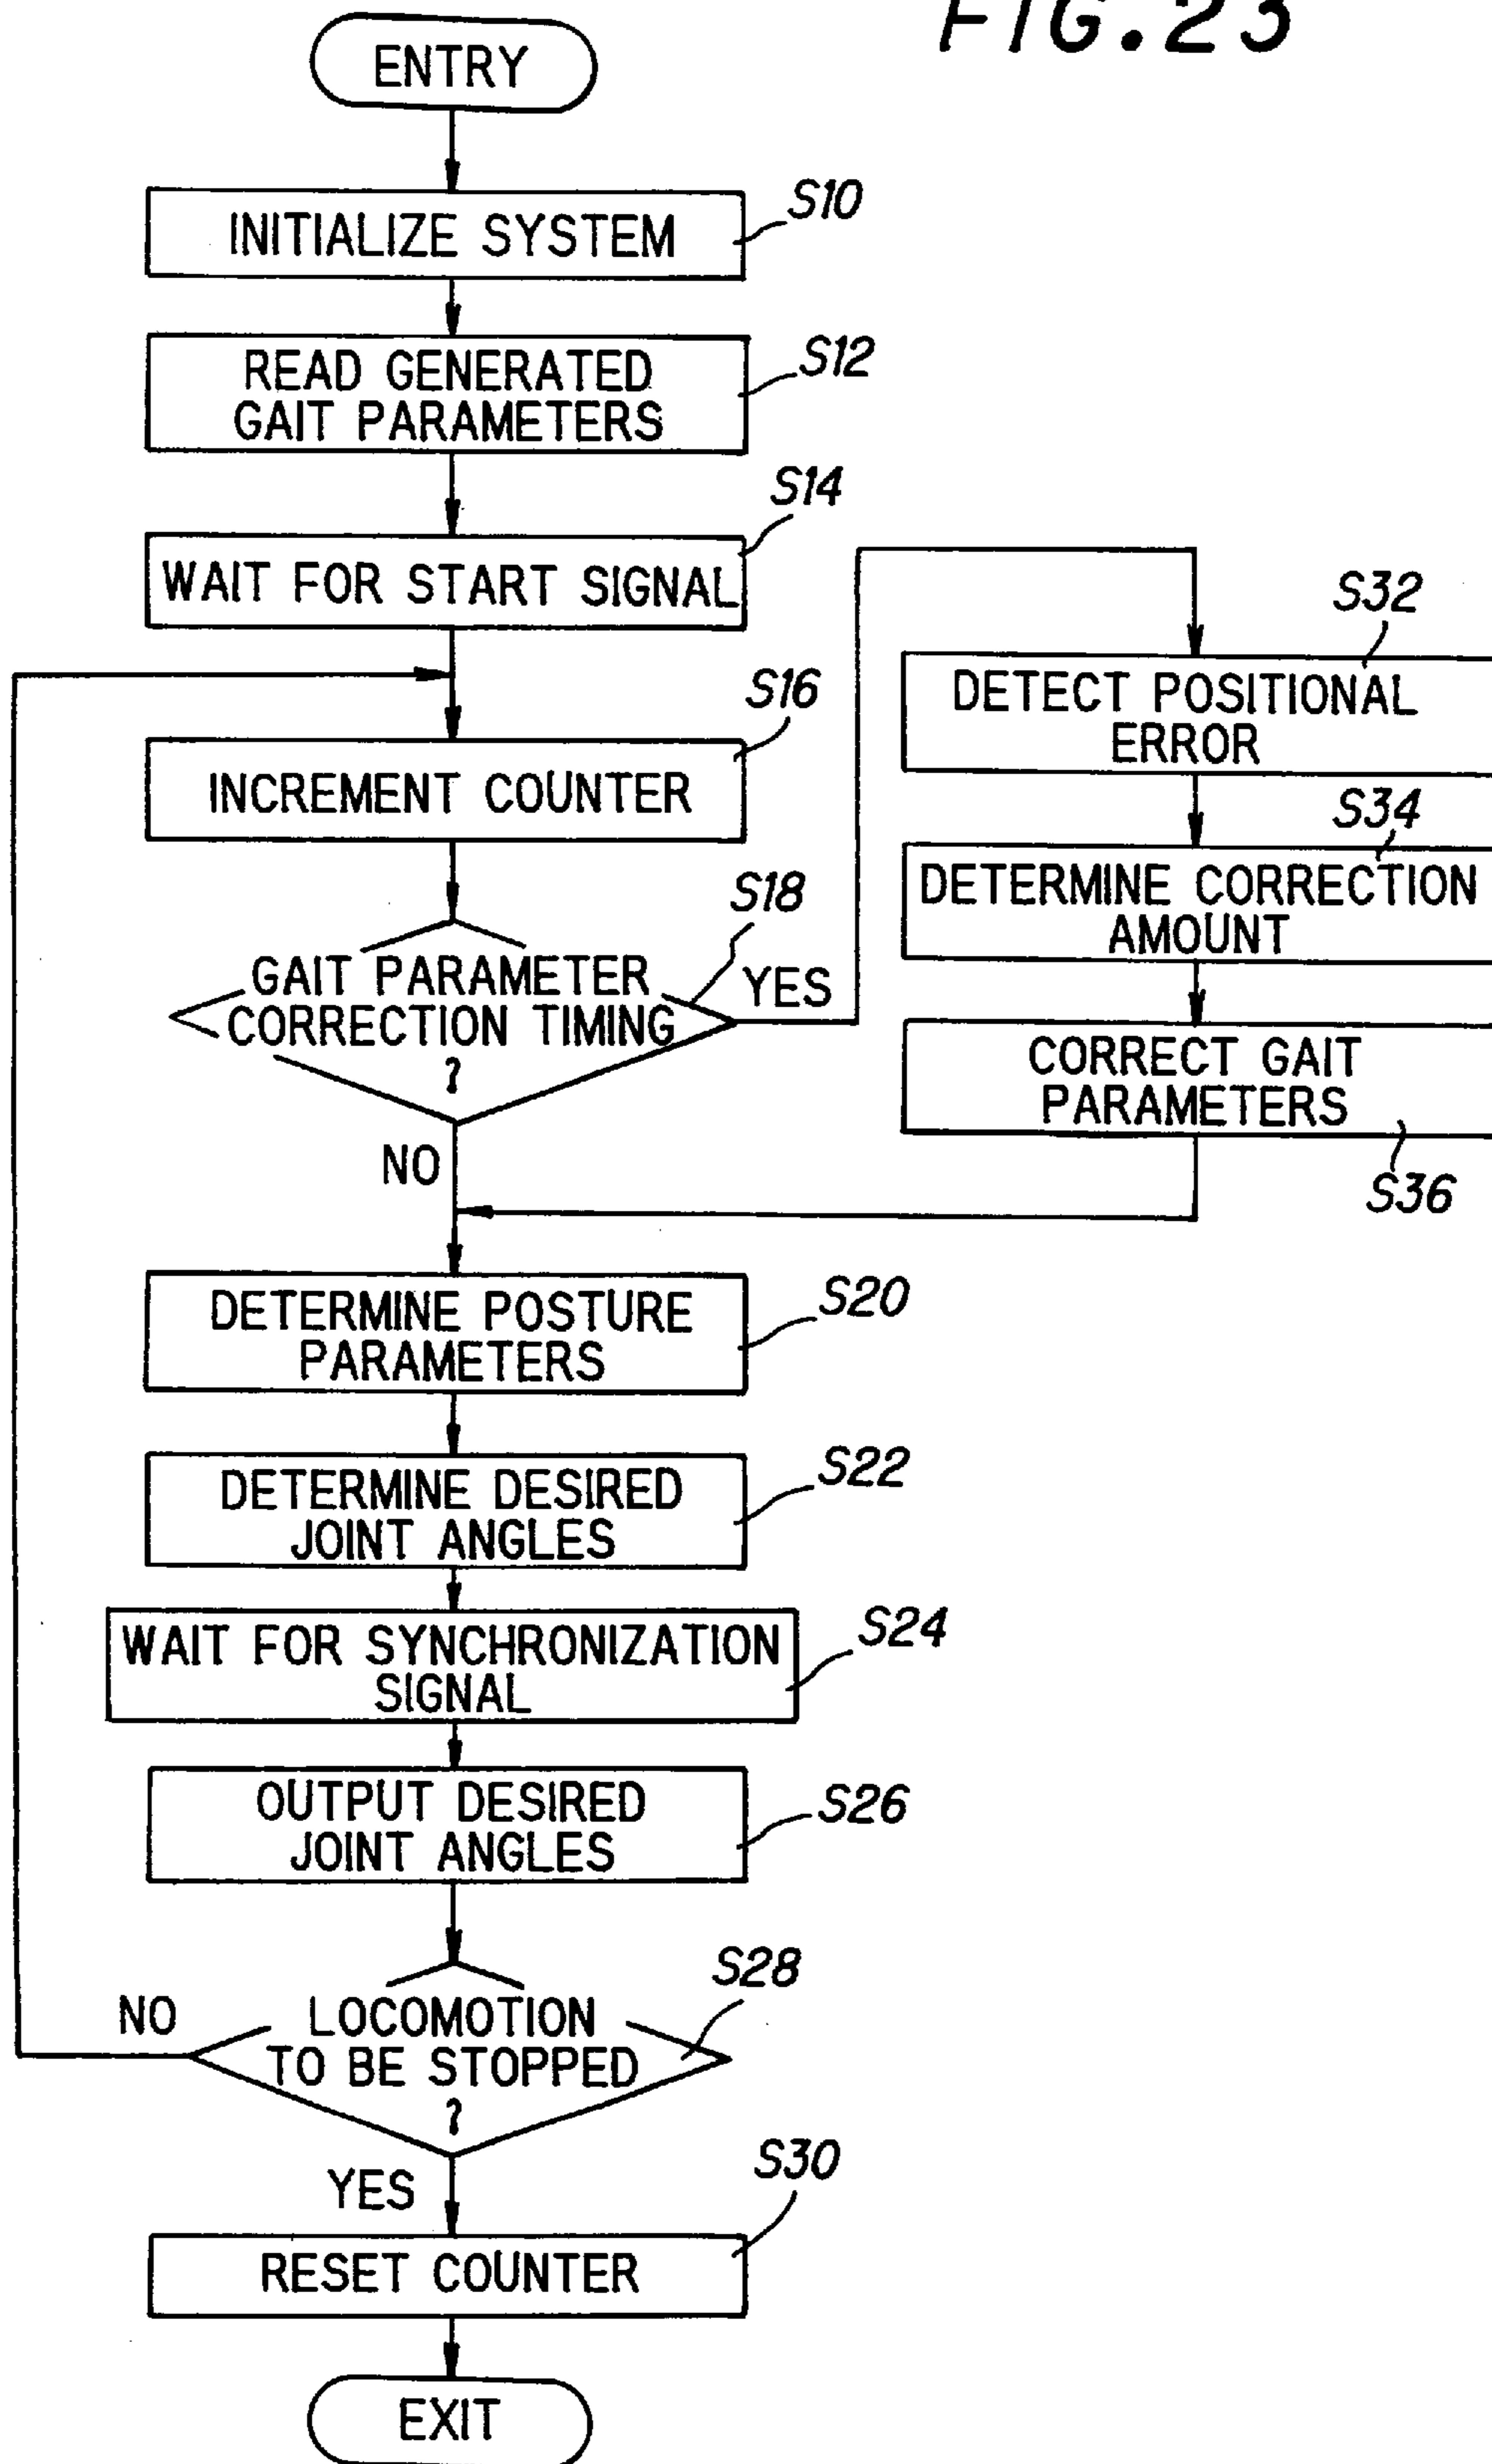 FIG.23
ENTRY
INITIALIZE SYSTEM
S10
READ GENERATED
GAIT PARAMETERS
S12
WAIT FOR START SIGNAL
S14
INCREMENT COUNTER
S16
GAIT PARAMETER
CORRECTION TIMING
?
S18
YES
NO
DETECT POSITIONAL
ERROR
S32
DETERMINE CORRECTION
AMOUNT
S34
CORRECT GAIT
PARAMETERS
S36
DETERMINE POSTURE
PARAMETERS
S20
DETERMINE DESIRED
JOINT ANGLES
S22
WAIT FOR SYNCHRONIZATION
SIGNAL
S24
OUTPUT DESIRED
JOINT ANGLES
S26
LOCOMOTION
TO BE STOPPED
?
S28
NO
YES
RESET COUNTER
S30
EXIT